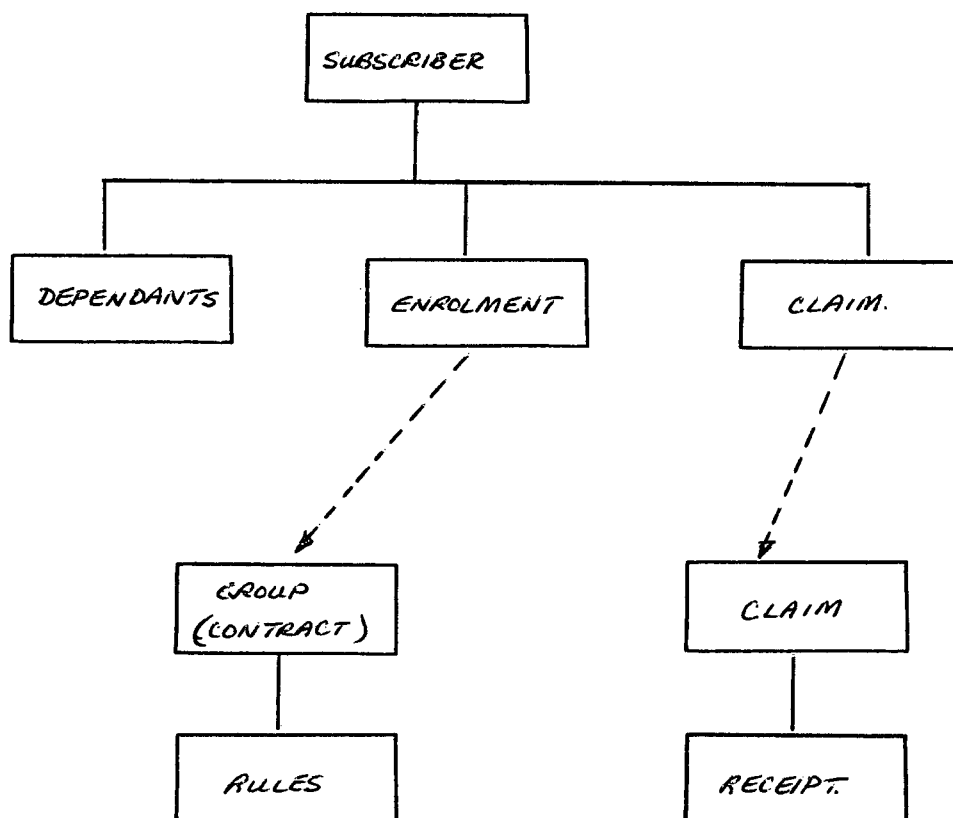 SUBSCRIBER
DEPENDANTS
ENROLMENT
CLAIM.
GROUP
(CONTRACT)
CLAIM
RULES
RECEIPT.